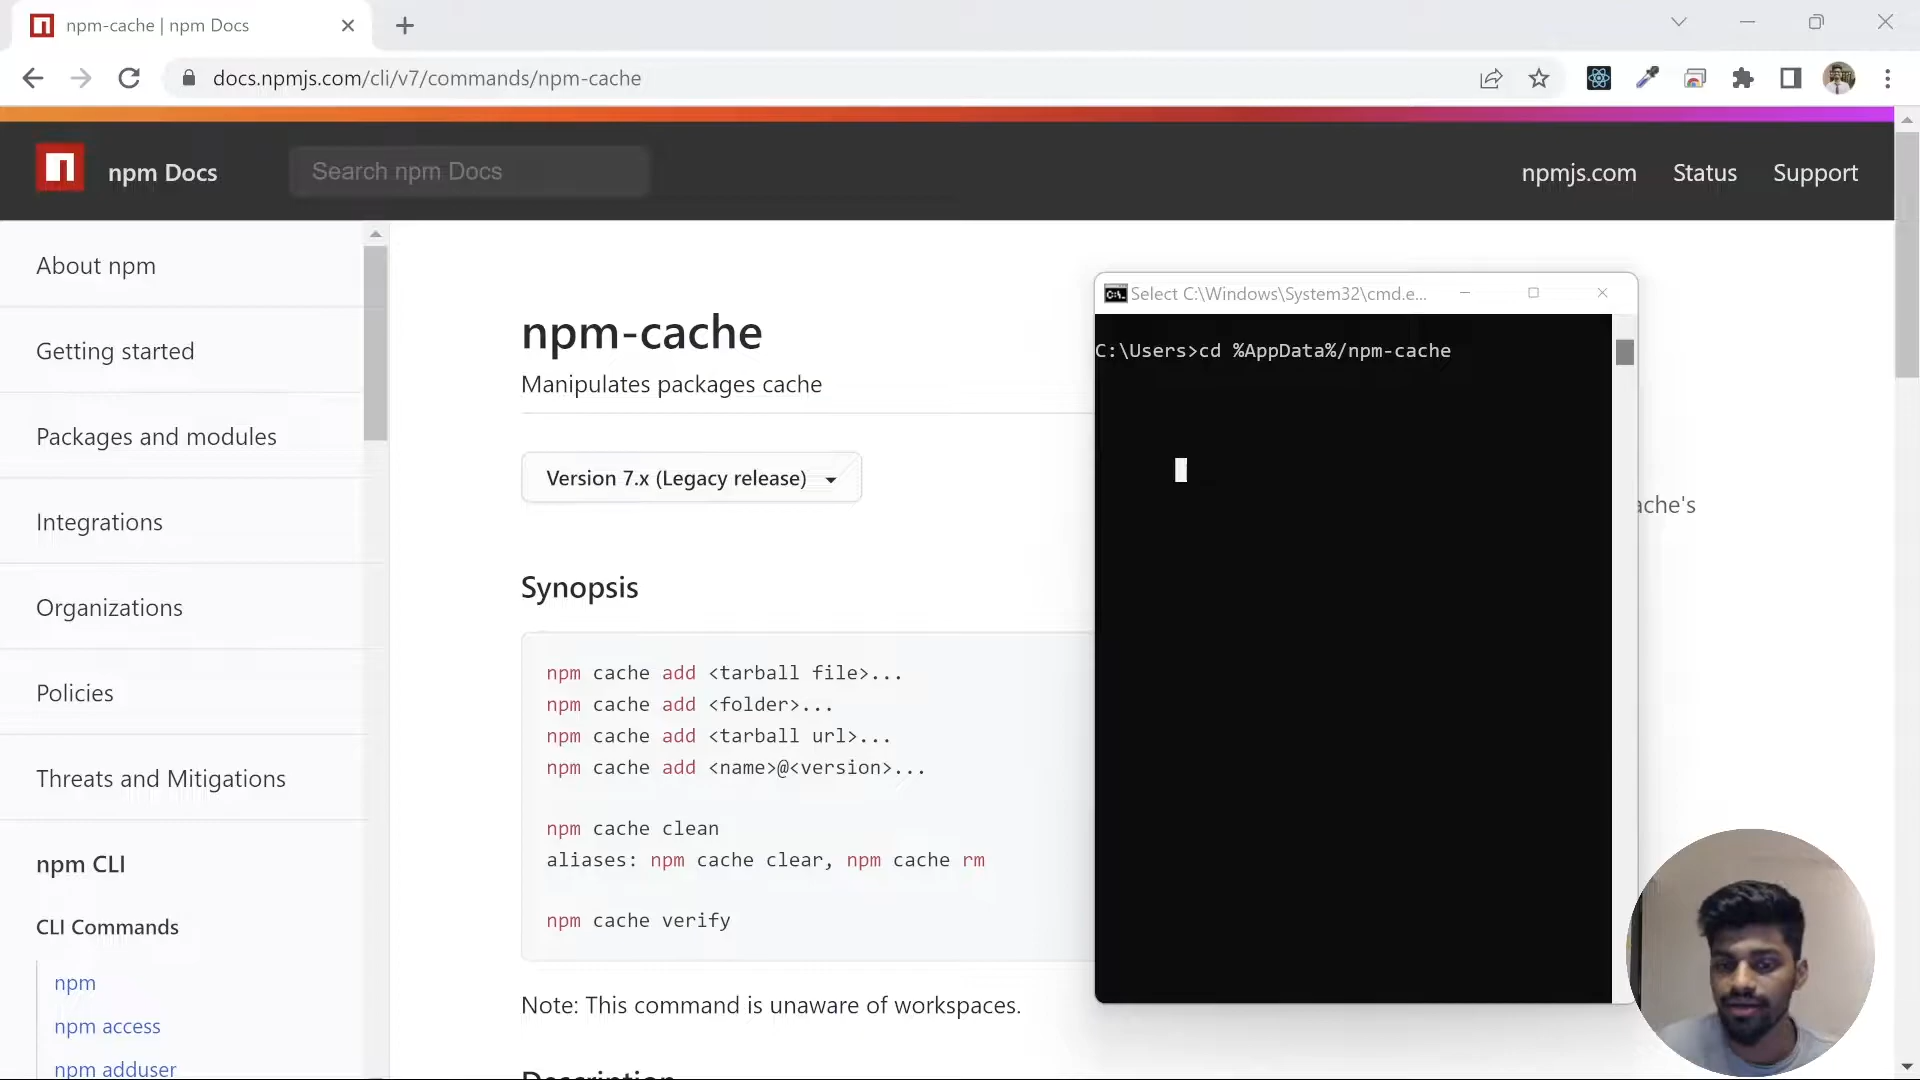 npm-cache | npm Docs
docs.npmjs.com/cli/v7/commands/npm-cache
npm Docs
Search npm Docs
npmjs.com
Status
Support
About npm
Getting started
Packages and modules
Integrations
Organizations
Policies
Threats and Mitigations
npm CLI
CLI Commands
npm
npm access
npm adduser
npm-cache
Manipulates packages cache
Version 7.x (Legacy release)
Synopsis
npm cache add <tarball file>...
npm cache add <folder>...
npm cache add <tarball url>...
npm cache add <name>@<version>...
npm cache clean
aliases: npm cache clear, npm cache rm
npm cache verify
Note: This command is unaware of workspaces.
Description
ache's
Select C:\Windows\System32\cmd.e...
C:\Users>cd %AppData%/npm-cache